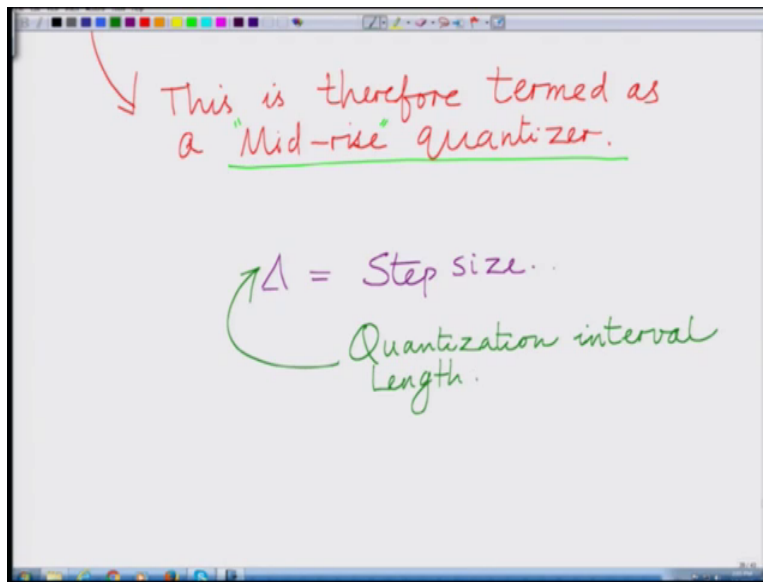 This is therefore termed as
a "Mid-rise" quantizer.
Δ = Step size..
Quantization interval
Length.